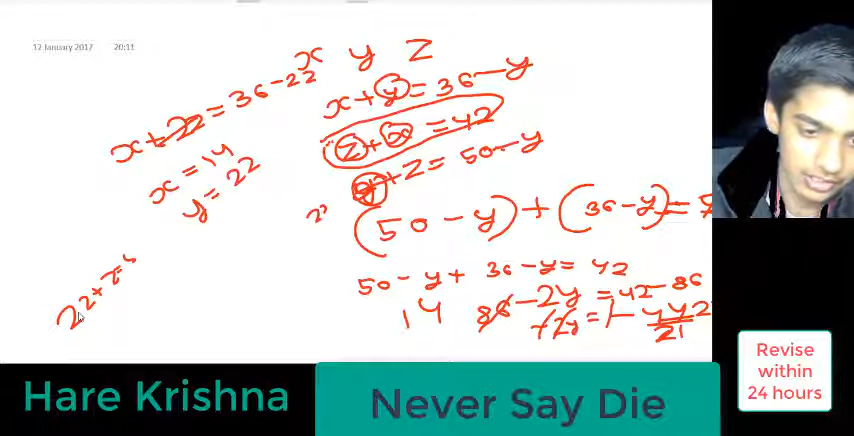 12 January 2017 20:11
x y z
x + y = 36 - y
z + x = 42
y + z = 50 - y
x + 22 = 36 - 22
x = 14
y = 22
(50 - y) + (36 - y) =
50 - y + 36 - y = 42
86 - 2y = 42 - 86
14
22 + z =
Revise
within
24 hours
Hare Krishna
Never Say Die